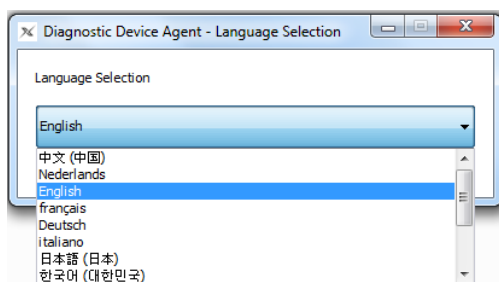 Diagnostic Device Agent - Language Selection
Language Selection
English
中文 (中国)
Nederlands
English
français
Deutsch
italiano
日本語 (日本)
한국어 (대한민국)